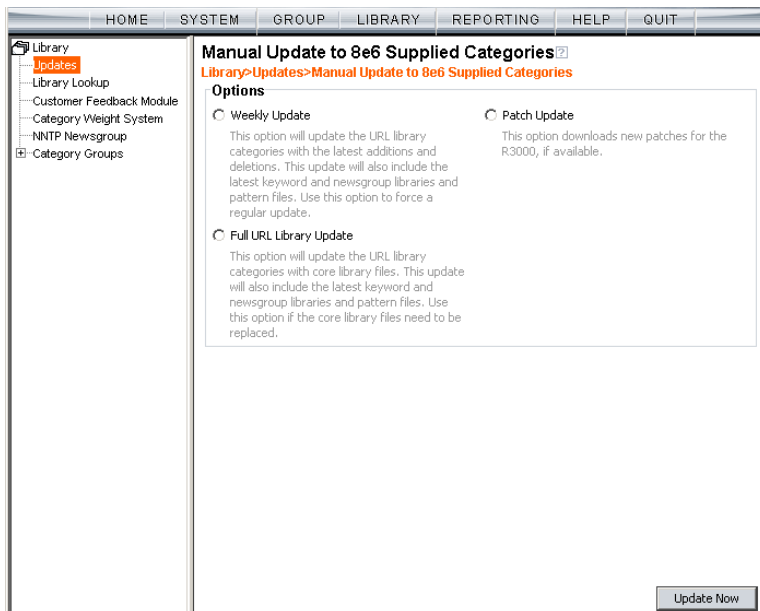 HOME SYSTEM GROUP LIBRARY REPORTING HELP QUIT
Library
Updates
Library Lookup
Customer Feedback Module
Category Weight System
NNTP Newsgroup
Category Groups
Manual Update to 8e6 Supplied Categories ?
Library>Updates>Manual Update to 8e6 Supplied Categories
Options
Weekly Update
This option will update the URL library
categories with the latest additions and
deletions. This update will also include the
latest keyword and newsgroup libraries and
pattern files. Use this option to force a
regular update.
Full URL Library Update
This option will update the URL library
categories with core library files. This update
will also include the latest keyword and
newsgroup libraries and pattern files. Use
this option if the core library files need to be
replaced.
Patch Update
This option downloads new patches for the
R3000, if available.
Update Now